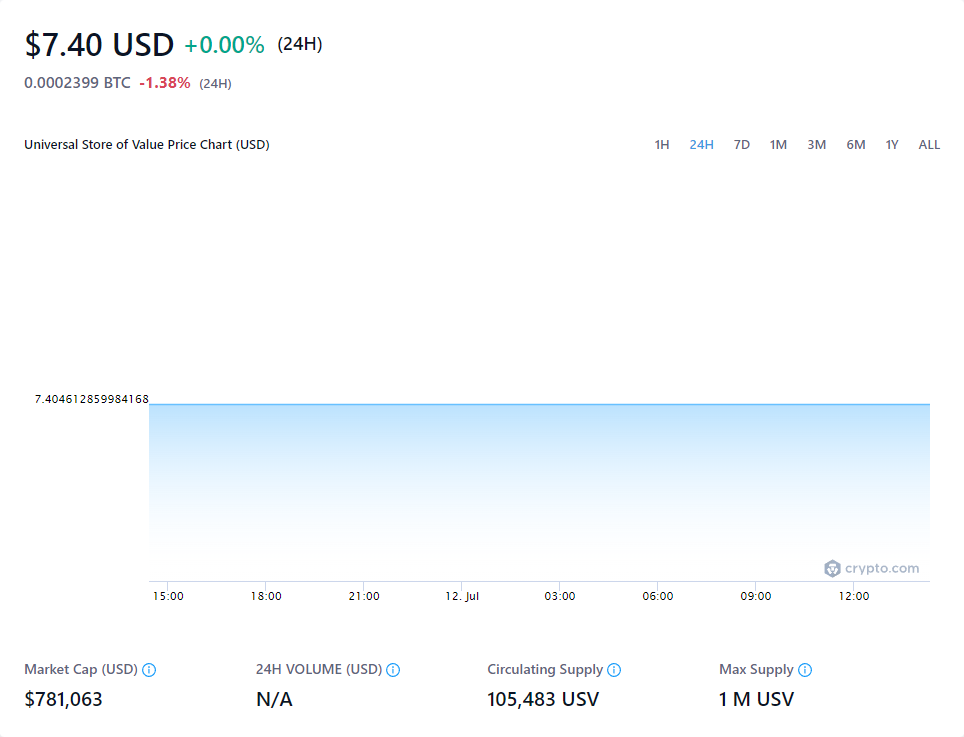 $7.40 USD +0.00% (24H)
0.0002399 BTC -1.38% (24H)
Universal Store of Value Price Chart (USD) 1H 24H 7D 1M 3M 6M 1Y ALL
7.404612859984168
crypto.com
15:00 18:00 21:00 12. Jul 03:00 06:00 09:00 12:00
Market Cap (USD) 24H VOLUME (USD) Circulating Supply Max Supply
$781,063 N/A 105,483 USV 1 M USV